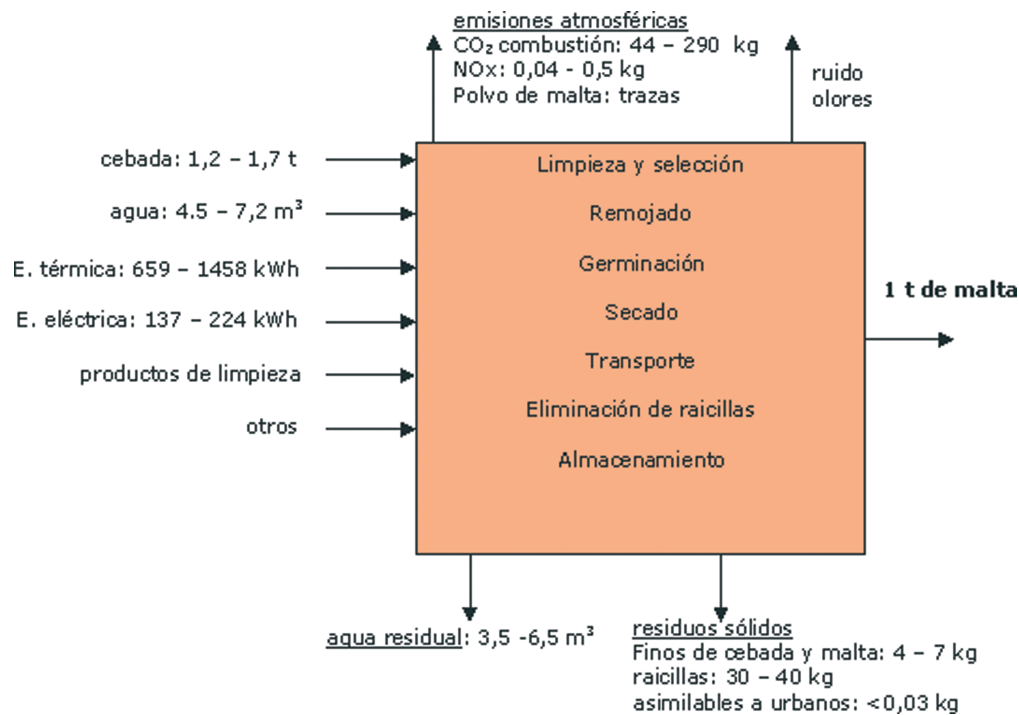 emisiones atmosféricas
CO₂ combustión: 44 – 290 kg
NOx: 0,04 - 0,5 kg
Polvo de malta: trazas
ruido
olores
cebada: 1,2 – 1,7 t
agua: 4.5 – 7,2 m³
E. térmica: 659 – 1458 kWh
E. eléctrica: 137 – 224 kWh
productos de limpieza
otros
Limpieza y selección
Remojado
Germinación
Secado
Transporte
Eliminación de raicillas
Almacenamiento
1 t de malta
agua residual: 3,5 -6,5 m³
residuos sólidos
Finos de cebada y malta: 4 – 7 kg
raicillas: 30 – 40 kg
asimilables a urbanos: <0,03 kg